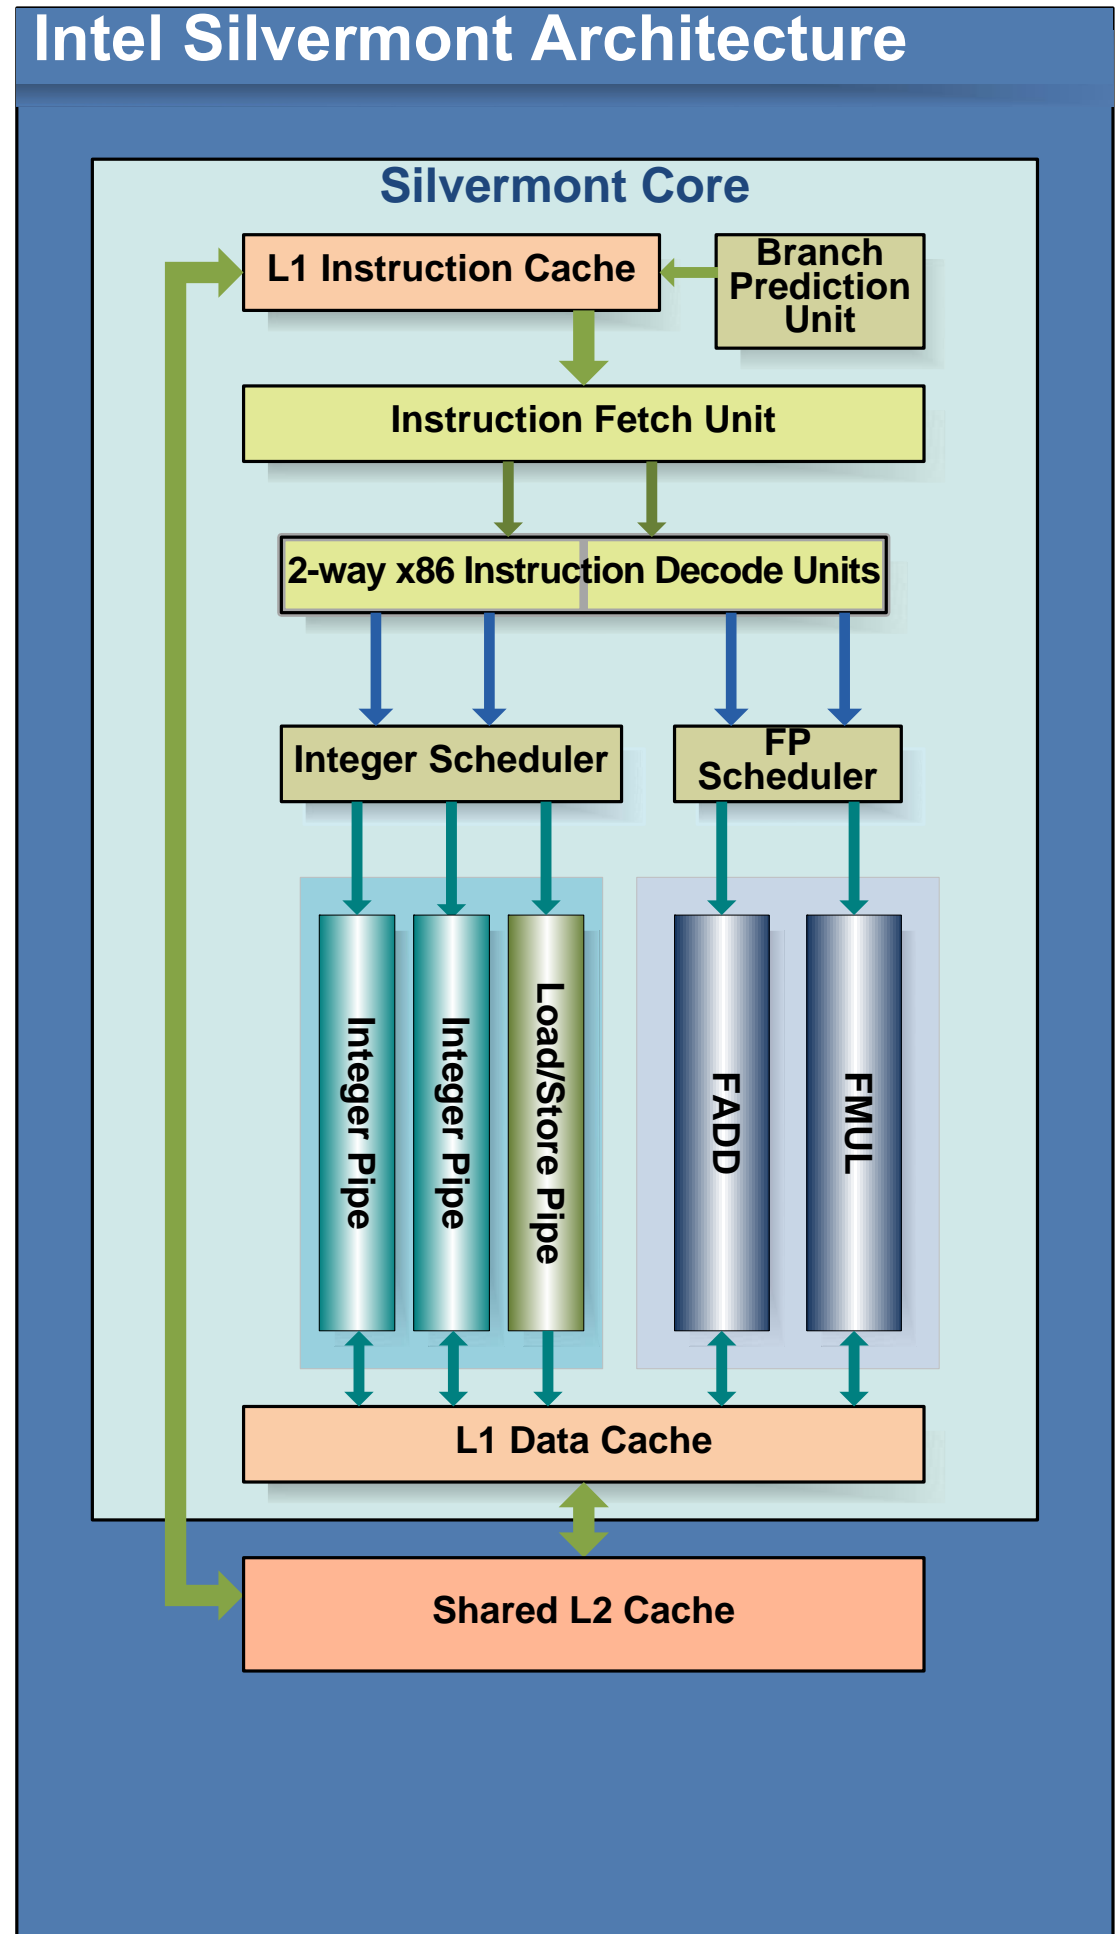 Intel Silvermont Architecture
Silvermont Core
L1 Instruction Cache
Branch
Prediction
Unit
Instruction Fetch Unit
2-way x86 Instruction Decode Units
Integer Scheduler
FP
Scheduler
Integer Pipe
Integer Pipe
Load/Store Pipe
FADD
FMUL
L1 Data Cache
Shared L2 Cache